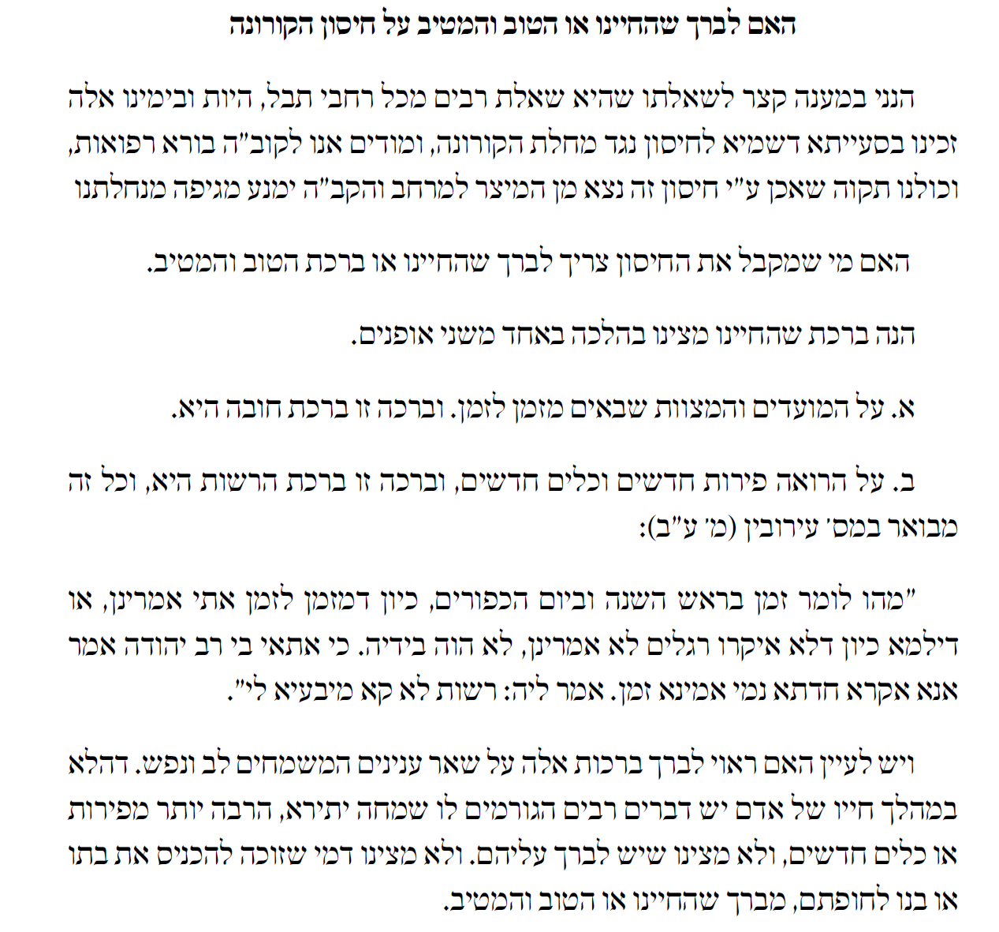 האם לברך שהחיינו או הטוב והמטיב על חיסון הקורונה
הנני במענה קצר לשאלתו שהיא שאלת רבים מכל רחבי תבל, היות ובימינו אלה
זכינו בסעייתא דשמיא לחיסון נגד מחלת הקורונה, ומודים אנו לקוב"ה בורא רפואות,
וכולנו תקוה שאכן ע"י חיסון זה נצא מן המיצר למרחב והקב"ה ימנע מגיפה מנחלתנו
האם מי שמקבל את החיסון צריך לברך שהחיינו או ברכת הטוב והמטיב.
הנה ברכת שהחיינו מצינו בהלכה באחד משני אופנים.
א. על המועדים והמצוות שבאים מזמן לזמן. וברכה זו ברכת חובה היא.
ב. על הרואה פירות חדשים וכלים חדשים, וברכה זו ברכת הרשות היא, וכל זה
מבואר במס' עירובין (מ' ע"ב):
"מהו לומר זמן בראש השנה וביום הכפורים, כיון דמזמן לזמן אתי אמרינן, או
דילמא כיון דלא איקרו רגלים לא אמרינן, לא הוה בידיה. כי אתאי בי רב יהודה אמר
אנא אקרא חדתא נמי אמינא זמן. אמר ליה: רשות לא קא מיבעיא לי".
ויש לעיין האם ראוי לברך ברכות אלה על שאר ענינים המשמחים לב ונפש. דהלא
במהלך חייו של אדם יש דברים רבים הגורמים לו שמחה יתירא, הרבה יותר מפירות
או כלים חדשים, ולא מצינו שיש לברך עליהם. ולא מצינו דמי שזוכה להכניס את בתו
או בנו לחופתם, מברך שהחיינו או הטוב והמטיב.